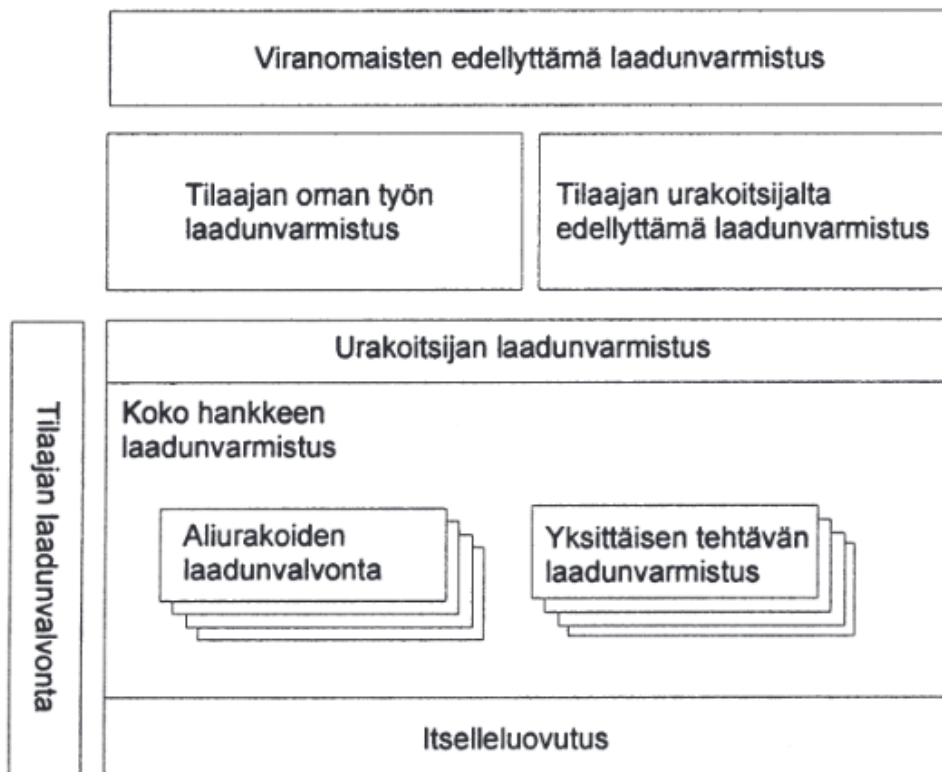 Viranomaisten edellyttämä laadunvarmistus
Tilaajan oman työn
laadunvarmistus
Tilaajan urakoitsijalta
edellyttämä laadunvarmistus
Tilaajan laadunvalvonta
Urakoitsijan laadunvarmistus
Koko hankkeen
laadunvarmistus
Aliurakoiden
laadunvalvonta
Yksittäisen tehtävän
laadunvarmistus
Itselleluovutus